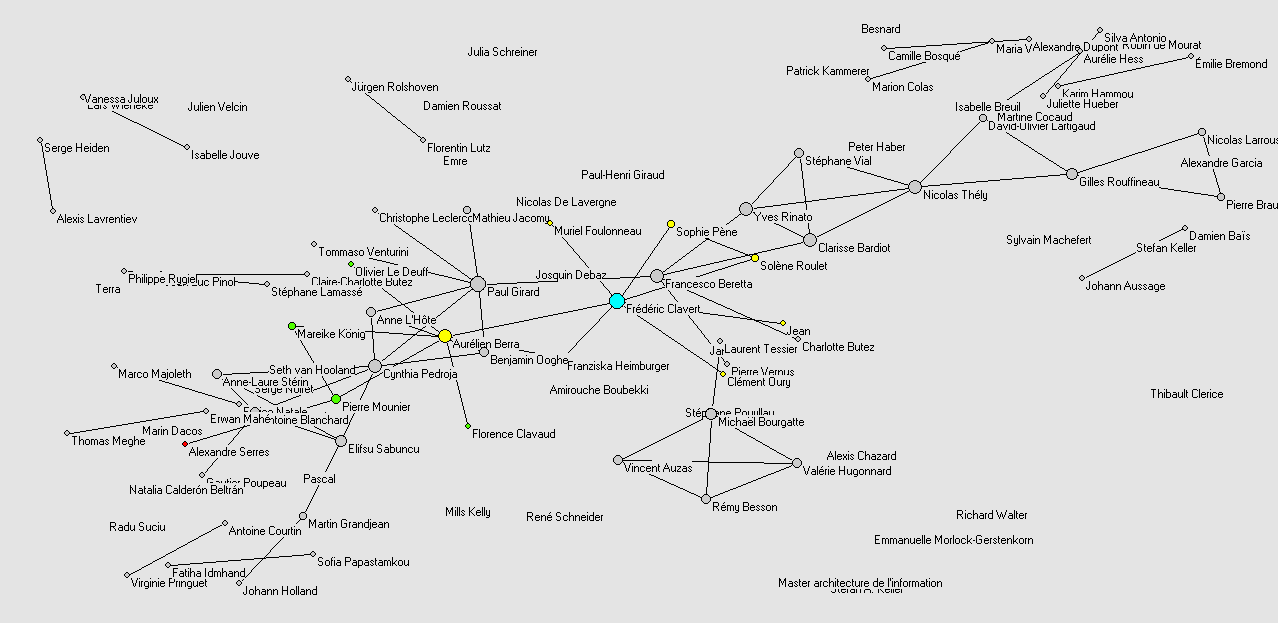 Besnard
Silva Antonio
Maria
Alexandre Dupont
Robin de Mourat
Julia Schreiner
Camille Bosqué
Aurélie Hess
Émile Bremond
Patrick Kammerer
Jürgen Rolshoven
Marion Colas
Karim Hammou
Vanessa Juloux
Lars Wieneke
Julien Velcin
Damien Roussat
Isabelle Breuil
Juliette Hueber
Martine Cocaud
David-Olivier Lartigaud
Serge Heiden
Isabelle Jouve
Florentin Lutz
Peter Haber
Nicolas
Emre
Stéphane Vial
Alexandre Garcia
Paul-Henri Giraud
Gilles Rouffineau
Nicolas Thély
Nicolas De Lavergne
Pierre
Alexis Lavrentiev
Christophe Leclercq
Mathieu Jacomy
Yves Rinato
Muriel Foulonneau
Sophie Pène
Damien Baïs
Sylvain Machefert
Tommaso Venturini
Clarisse Bardiot
Stefan Keller
Solène Roulet
Olivier Le Deuff
Josquin Debaz
Philippe Rygiel
Pinol
Claire-Charlotte Butez
Francesco Beretta
Terra
Stéphane Lamassé
Paul Girard
Johann Aussage
Frédéric Clavert
Anne L'Hôte
Mareike König
Jean
Aurélien Berra
Laurent Tessier
Charlotte Butez
Benjamin Ooghe
Franziska Heimburger
Marco Majoleth
Seth van Hooland
Cynthia Pedroja
Pierre Vernus
Anne-Laure Stérin
Serge Noiret
Clément Oury
Amirouche Boubekki
Thibault Clerice
Pierre Mounier
Natale
Erwan Mahé
Antoine Blanchard
Stéphane Pouyllau
Michaël Bourgatte
Marin Dacos
Thomas Meghe
Florence Clavaud
Alexandre Serres
Elifsu Sabuncu
Alexis Chazard
Vincent Auzas
Valérie Hugonnard
Pascal
Gautier Poupeau
Natalia Calderón Beltrán
Rémy Besson
Mills Kelly
René Schneider
Richard Walter
Radu Suciu
Antoine Courtin
Martin Grandjean
Emmanuelle Morlock-Gerstenkorn
Sofia Papastamkou
Fatiha Idmhand
Virginie Pringuet
Master architecture de l'information
Johann Holland
Stefan A. Keller